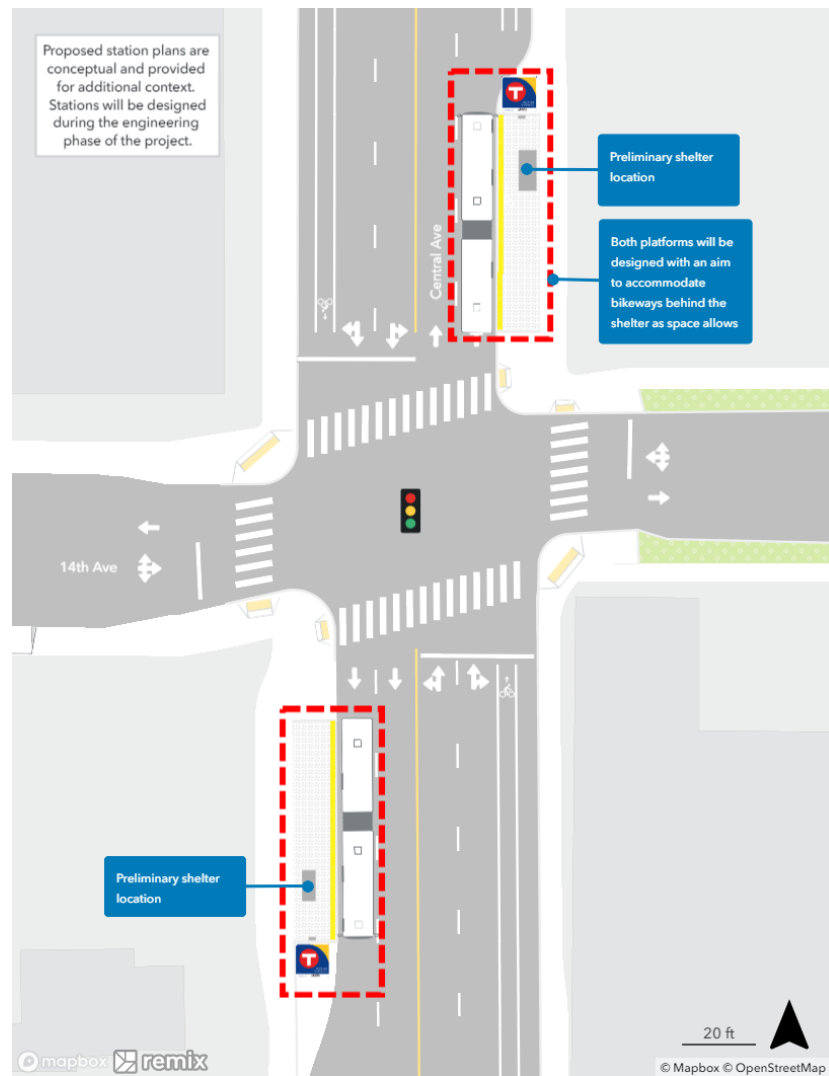 Proposed station plans are
conceptual and provided
for additional context.
Stations will be designed
during the engineering
phase of the project.
T
Preliminary shelter
location
Both platforms will be
designed with an aim
to accommodate
bikeways behind the
shelter as space allows
Central Ave
14th Ave
Preliminary shelter
location
T
20 ft
mapbox remix
© Mapbox © OpenStreetMap